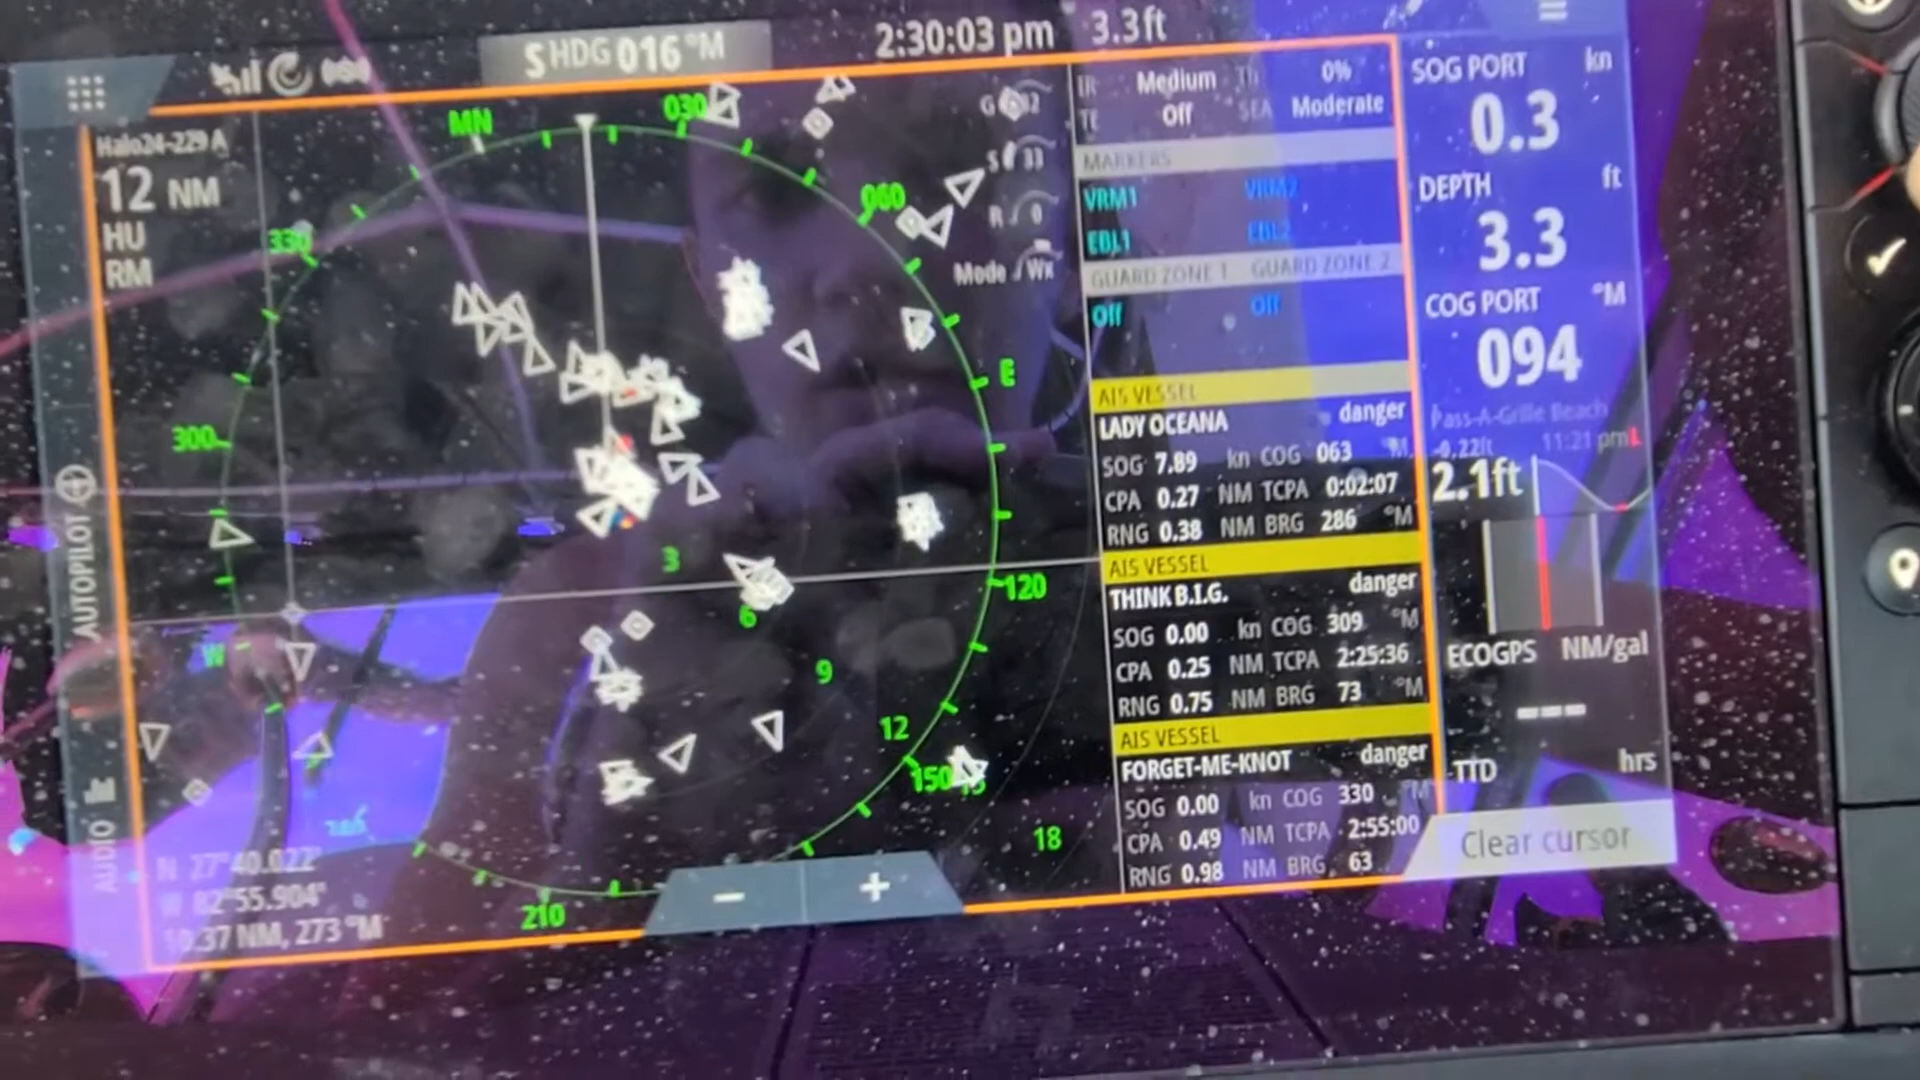 S HDG 016 °M
2:30:03 pm
3.3 ft
Halo24-229 A
12 NM
HU
RM
MN
030
060
330
300
E
W
120
150
210
3
6
9
12
15
18
Mode Wx
Medium 0%
Off SEA Moderate
MARKERS
VRM1 VRM2
EBL1 EBL2
GUARD ZONE 1 GUARD ZONE 2
Off Off
AIS VESSEL
LADY OCEANA danger
SOG 7.89 kn COG 063 °M
CPA 0.27 NM TCPA 0:02:07
RNG 0.38 NM BRG 286 °M
AIS VESSEL
THINK B.I.G. danger
SOG 0.00 kn COG 309 °M
CPA 0.25 NM TCPA 2:25:36
RNG 0.75 NM BRG 73 °M
AIS VESSEL
FORGET-ME-KNOT danger
SOG 0.00 kn COG 330 °M
CPA 0.49 NM TCPA 2:55:00
RNG 0.98 NM BRG 63
SOG PORT kn
0.3
DEPTH ft
3.3
COG PORT °M
094
Pass-A-Grille Beach
-0.22ft 11:21 pm L
2.1ft
ECOGPS NM/gal
---
TTD hrs
Clear cursor
AUTOPILOT
AUDIO
N 27°40.022'
W 82°55.904'
10.37 NM, 273 °M
- +